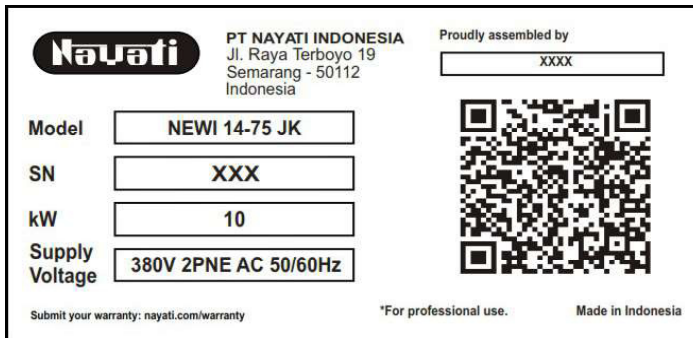 Nayati
PT NAYATI INDONESIA
Jl. Raya Terboyo 19
Semarang - 50112
Indonesia
Proudly assembled by
XXXX
Model
NEWI 14-75 JK
SN
XXX
kW
10
Supply
Voltage
380V 2PNE AC 50/60Hz
Submit your warranty: nayati.com/warranty
*For professional use.
Made in Indonesia